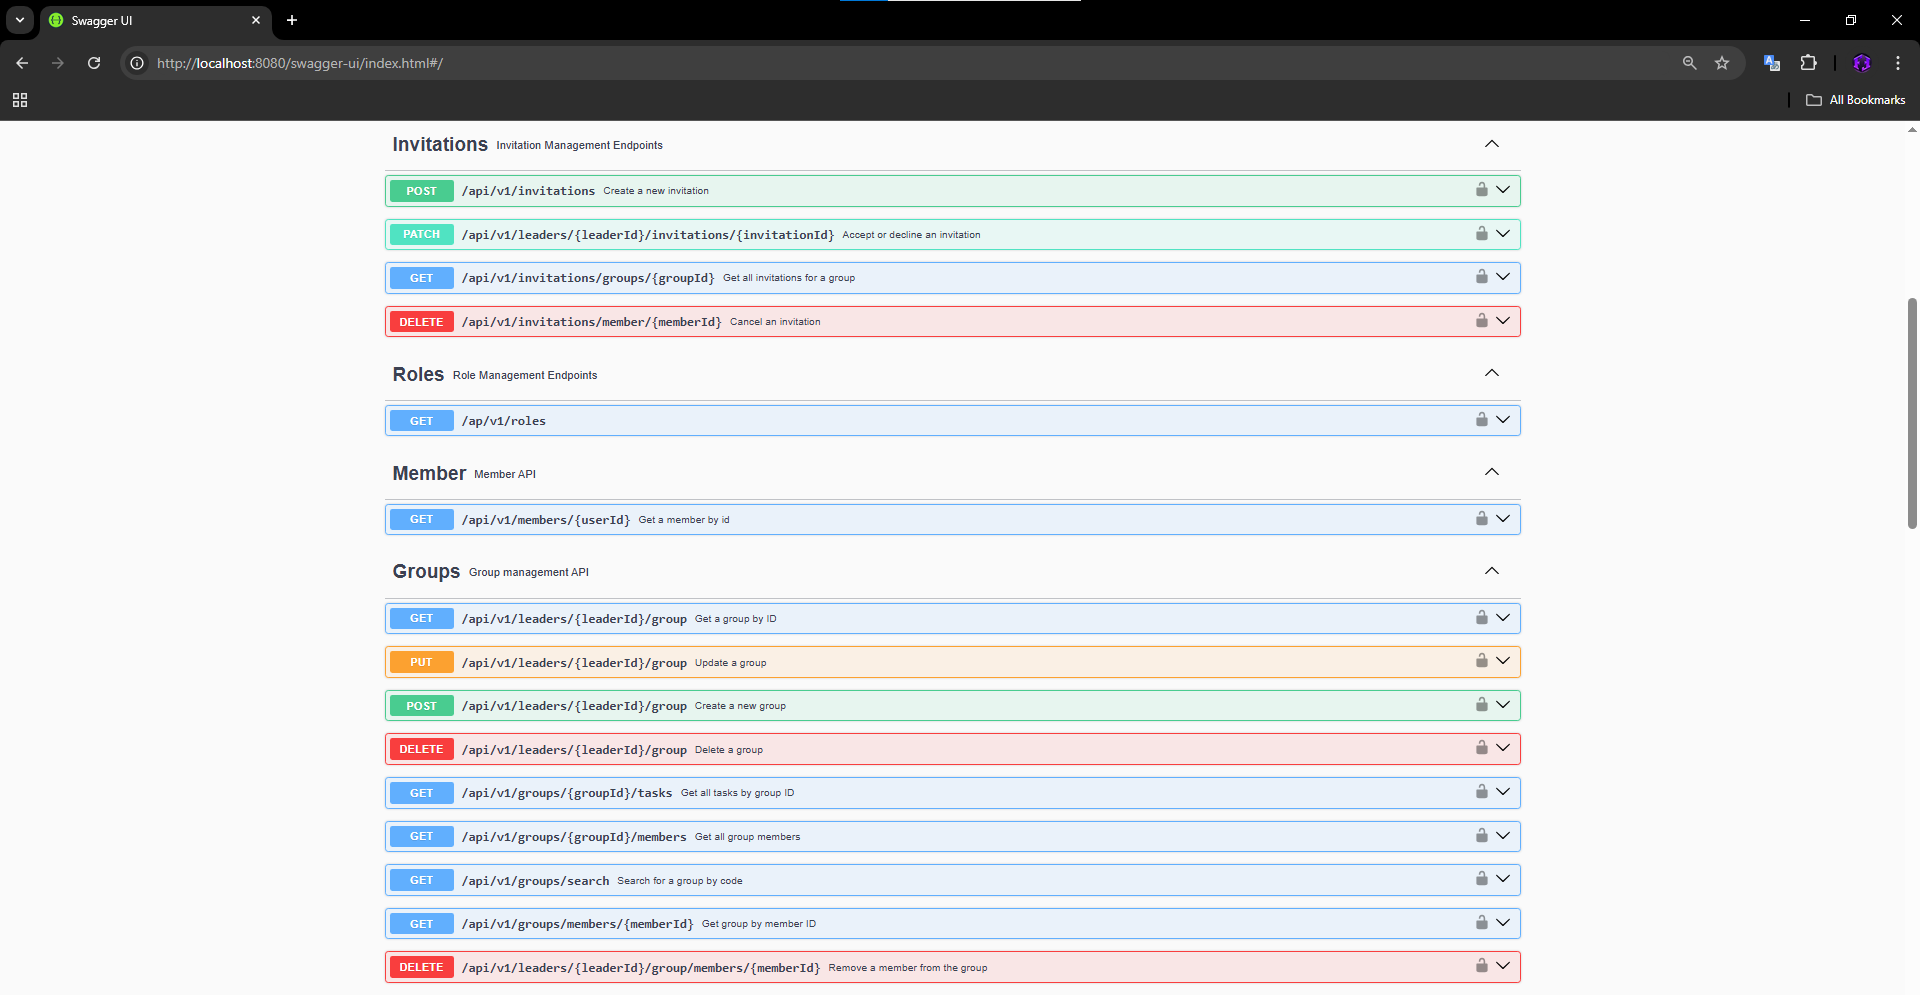 Swagger UI
http://localhost:8080/swagger-ui/index.html#/
All Bookmarks
Invitations Invitation Management Endpoints
POST /api/v1/invitations Create a new invitation
PATCH /api/v1/leaders/{leaderId}/invitations/{invitationId} Accept or decline an invitation
GET /api/v1/invitations/groups/{groupId} Get all invitations for a group
DELETE /api/v1/invitations/member/{memberId} Cancel an invitation
Roles Role Management Endpoints
GET /ap/v1/roles
Member Member API
GET /api/v1/members/{userId} Get a member by id
Groups Group management API
GET /api/v1/leaders/{leaderId}/group Get a group by ID
PUT /api/v1/leaders/{leaderId}/group Update a group
POST /api/v1/leaders/{leaderId}/group Create a new group
DELETE /api/v1/leaders/{leaderId}/group Delete a group
GET /api/v1/groups/{groupId}/tasks Get all tasks by group ID
GET /api/v1/groups/{groupId}/members Get all group members
GET /api/v1/groups/search Search for a group by code
GET /api/v1/groups/members/{memberId} Get group by member ID
DELETE /api/v1/leaders/{leaderId}/group/members/{memberId} Remove a member from the group